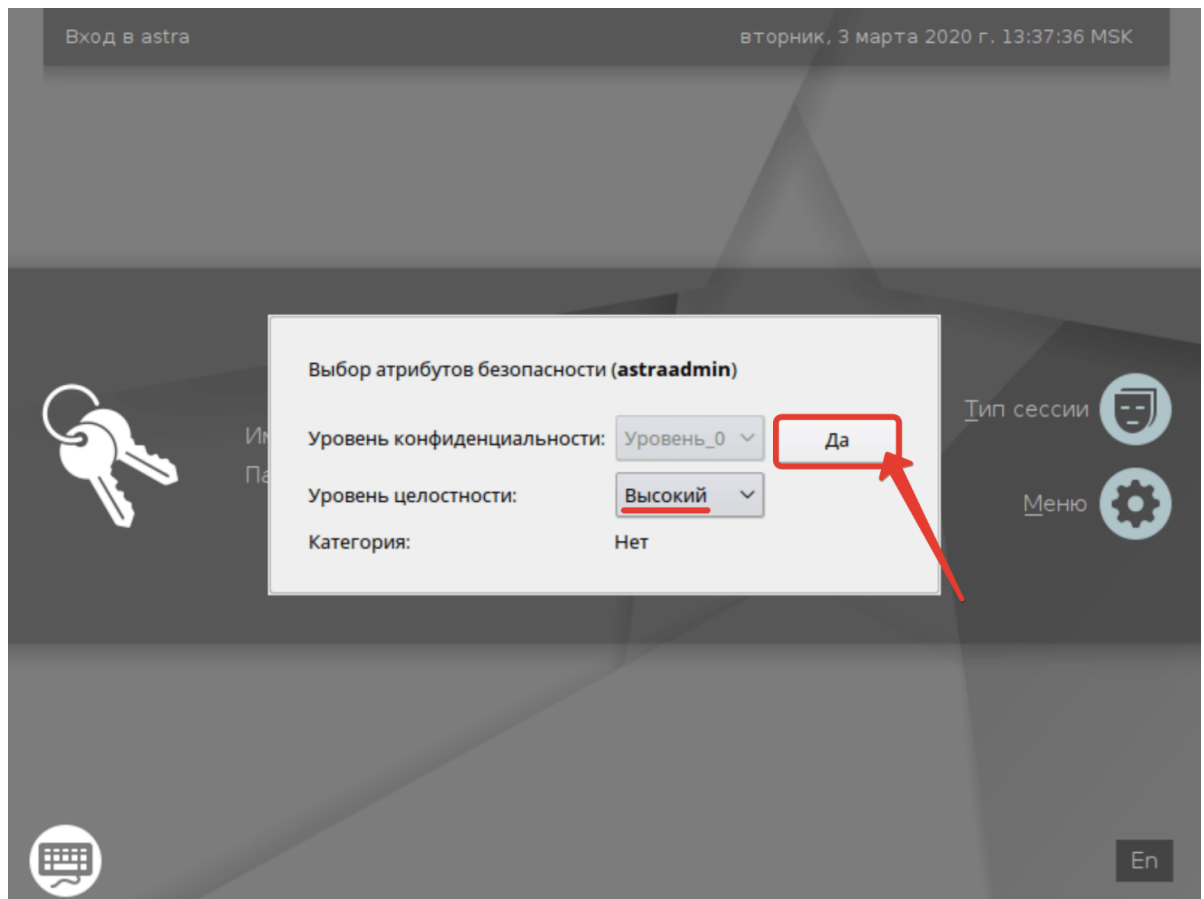 Вход в astra
вторник, 3 марта 2020 г. 13:37:36 MSK
Выбор атрибутов безопасности (astraadmin)
Уровень конфиденциальности: Уровень_0 Да
Уровень целостности: Высокий
Категория: Нет
Тип сессии
Меню
En